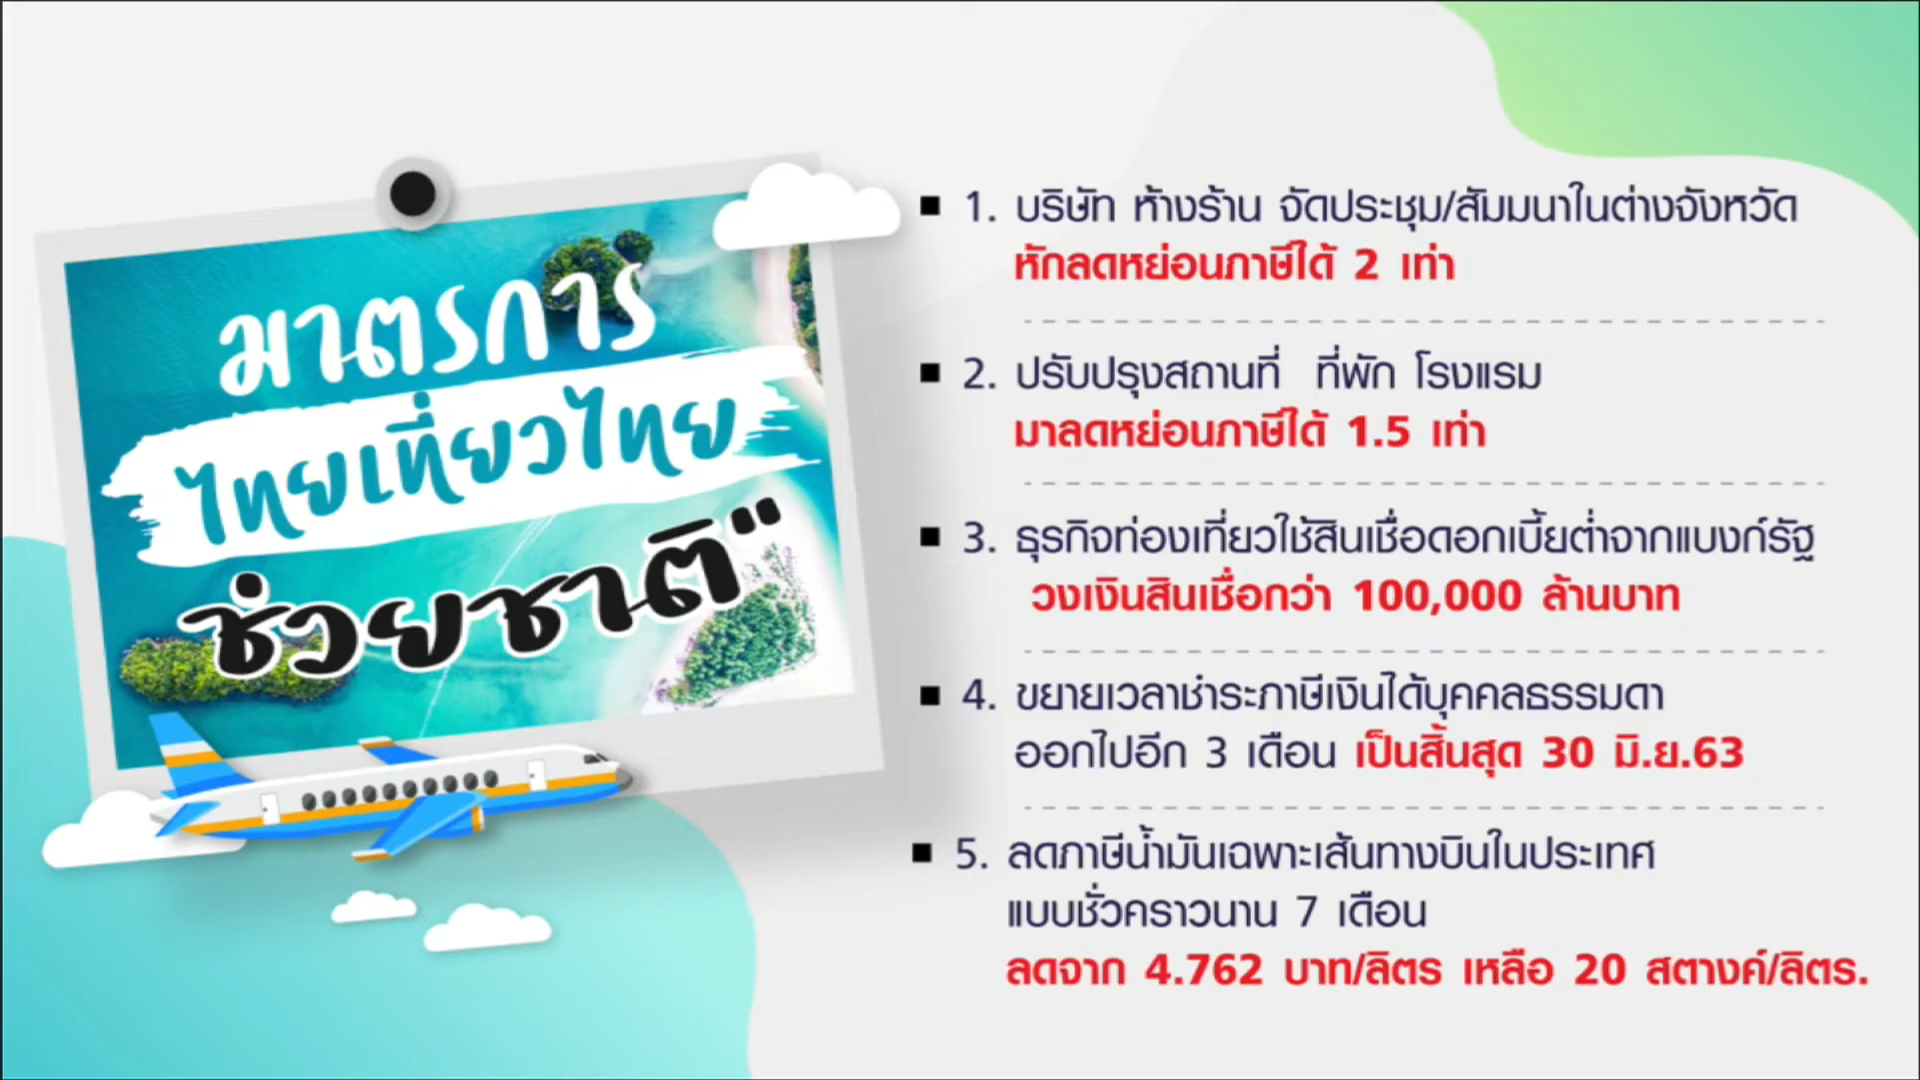 มาตรการ
ไทยเที่ยวไทย
ช่วยชาติ"
1. บริษัท ห้างร้าน จัดประชุม/สัมมนาในต่างจังหวัด
หักลดหย่อนภาษีได้ 2 เท่า
2. ปรับปรุงสถานที่ ที่พัก โรงแรม
มาลดหย่อนภาษีได้ 1.5 เท่า
3. ธุรกิจท่องเที่ยวใช้สินเชื่อดอกเบี้ยต่ำจากแบงก์รัฐ
วงเงินสินเชื่อกว่า 100,000 ล้านบาท
4. ขยายเวลาชำระภาษีเงินได้บุคคลธรรมดา
ออกไปอีก 3 เดือน เป็นสิ้นสุด 30 มิ.ย.63
5. ลดภาษีน้ำมันเฉพาะเส้นทางบินในประเทศ
แบบชั่วคราวนาน 7 เดือน
ลดจาก 4.762 บาท/ลิตร เหลือ 20 สตางค์/ลิตร.